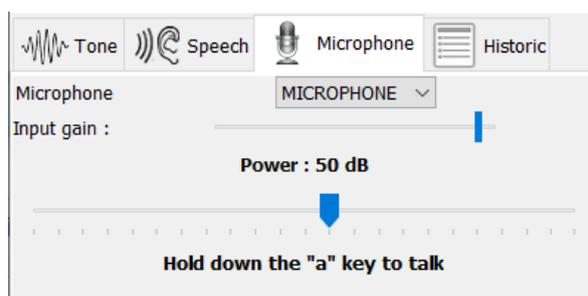 Tone Speech Microphone Historic
Microphone MICROPHONE
Input gain :
Power : 50 dB
Hold down the "a" key to talk